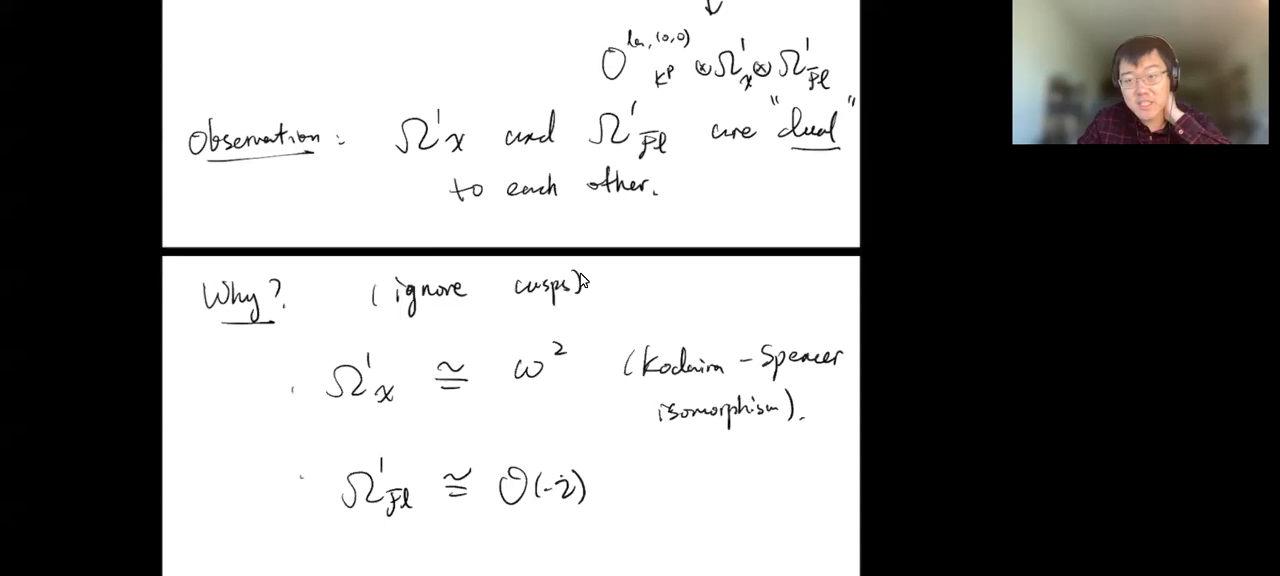 O^{la,(0,0)}_{K^p} ⊗ Ω^1_X ⊗ Ω^1_{Fl}
Observation: Ω^1_X and Ω^1_{Fl} are "dual"
to each other.
Why? (ignore cusps)
Ω^1_X ≅ ω^2 (Kodaira-Spencer
isomorphism).
Ω^1_{Fl} ≅ O(-2)